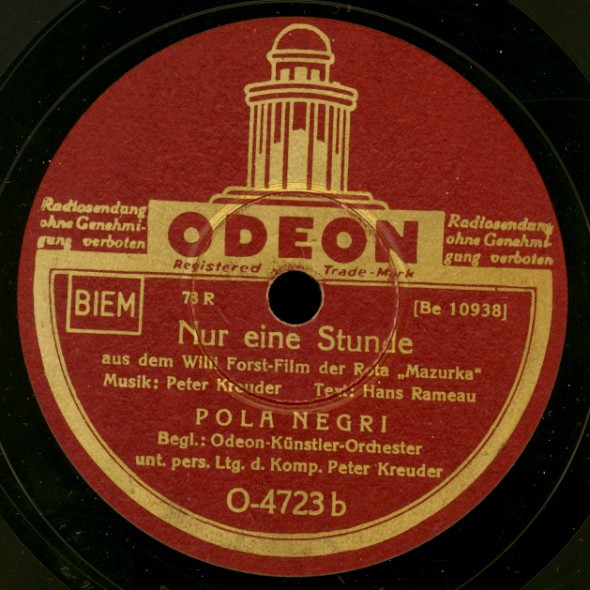 Radiosendung
ohne Genehmi-
gung verboten
ODEON
Radiosendung
ohne Genehmi-
gung verboten
Registered Trade-Mark
BIEM
78 R
[Be 10938]
Nur eine Stunde
aus dem Willi Forst-Film der Rota „Mazurka“
Musik: Peter Kreuder Text: Hans Rameau
POLA NEGRI
Begl.: Odeon-Künstler-Orchester
unt. pers. Ltg. d. Komp. Peter Kreuder
O-4723 b